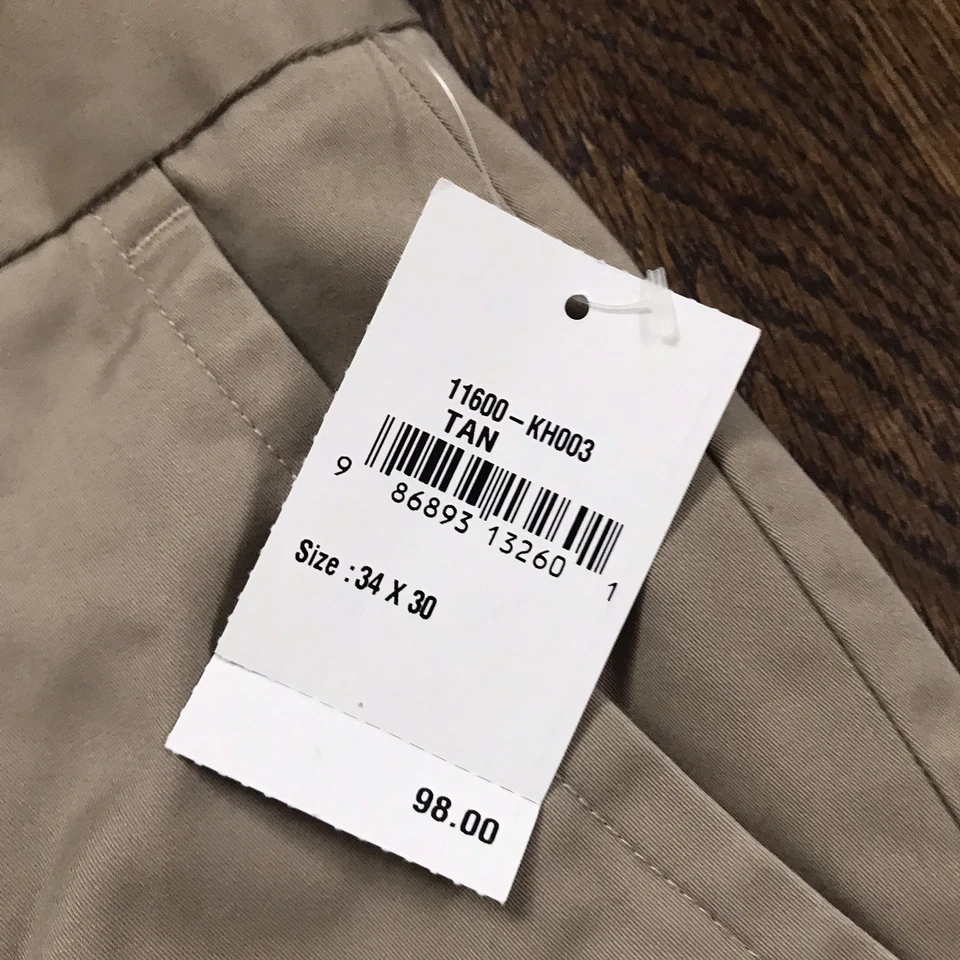 11600-KH003
TAN
9 86893 13260 1
Size : 34 X 30
98.00